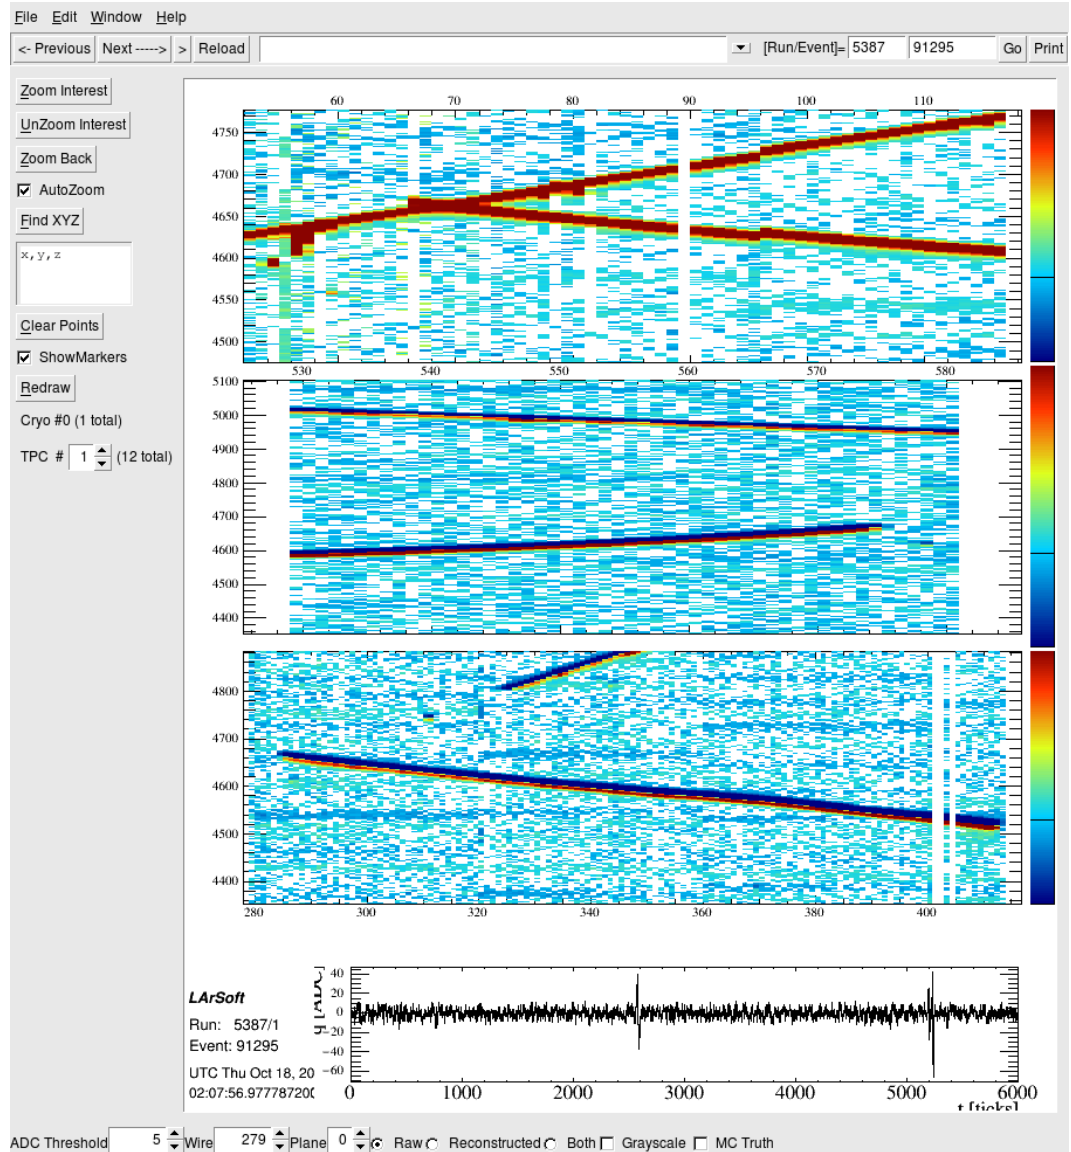 File Edit Window Help
<- Previous Next -----> > Reload [Run/Event]= 5387 91295 Go Print
Zoom Interest
UnZoom Interest
Zoom Back
AutoZoom
Find XYZ
x,y,z
Clear Points
ShowMarkers
Redraw
Cryo #0 (1 total)
TPC # 1 (12 total)
60 70 80 90 100 110
4750
4700
4650
4600
4550
4500
530 540 550 560 570 580
5100
5000
4900
4800
4700
4600
4500
4400
4800
4700
4600
4500
4400
280 300 320 340 360 380 400
LArSoft
Run: 5387/1
Event: 91295
UTC Thu Oct 18, 20
02:07:56.977787200
q [ADC]
40
20
0
−20
−40
−60
0 1000 2000 3000 4000 5000 6000
t [ticks]
ADC Threshold 5 Wire 279 Plane 0 Raw Reconstructed Both Grayscale MC Truth